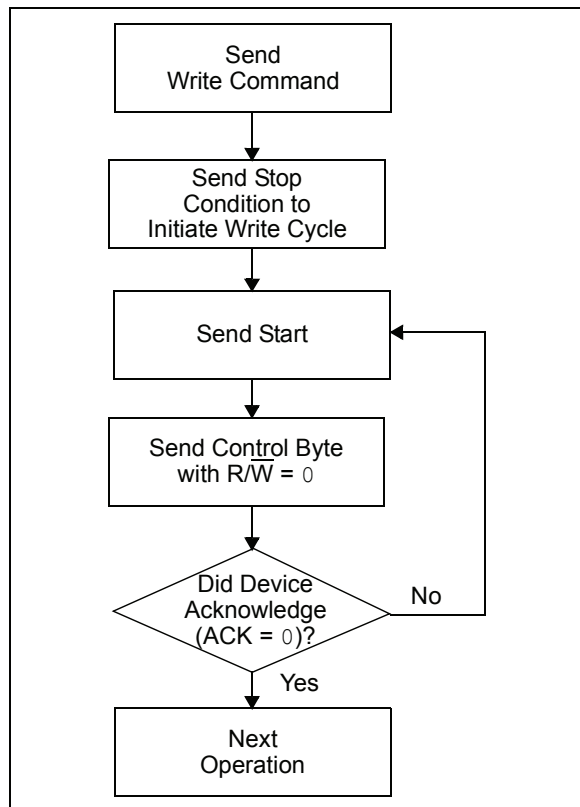 Send
Write Command
Send Stop
Condition to
Initiate Write Cycle
Send Start
Send Control Byte
with R/W̅ = 0
Did Device
Acknowledge
(ACK = 0)?
No
Yes
Next
Operation